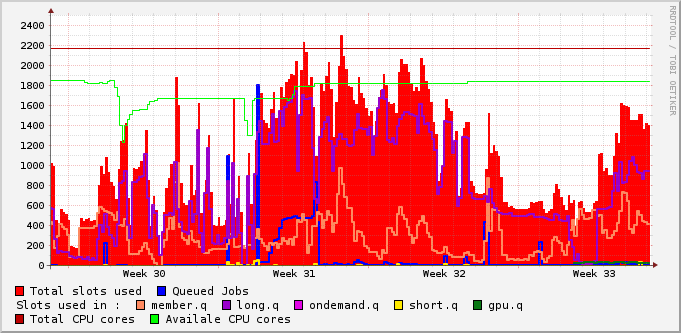 RRDTOOL / TOBI OETIKER
2400
2200
2000
1800
1600
1400
1200
1000
800
600
400
200
0
Week 30 Week 31 Week 32 Week 33
Total slots used Queued Jobs
Slots used in : member.q long.q ondemand.q short.q gpu.q
Total CPU cores Availale CPU cores